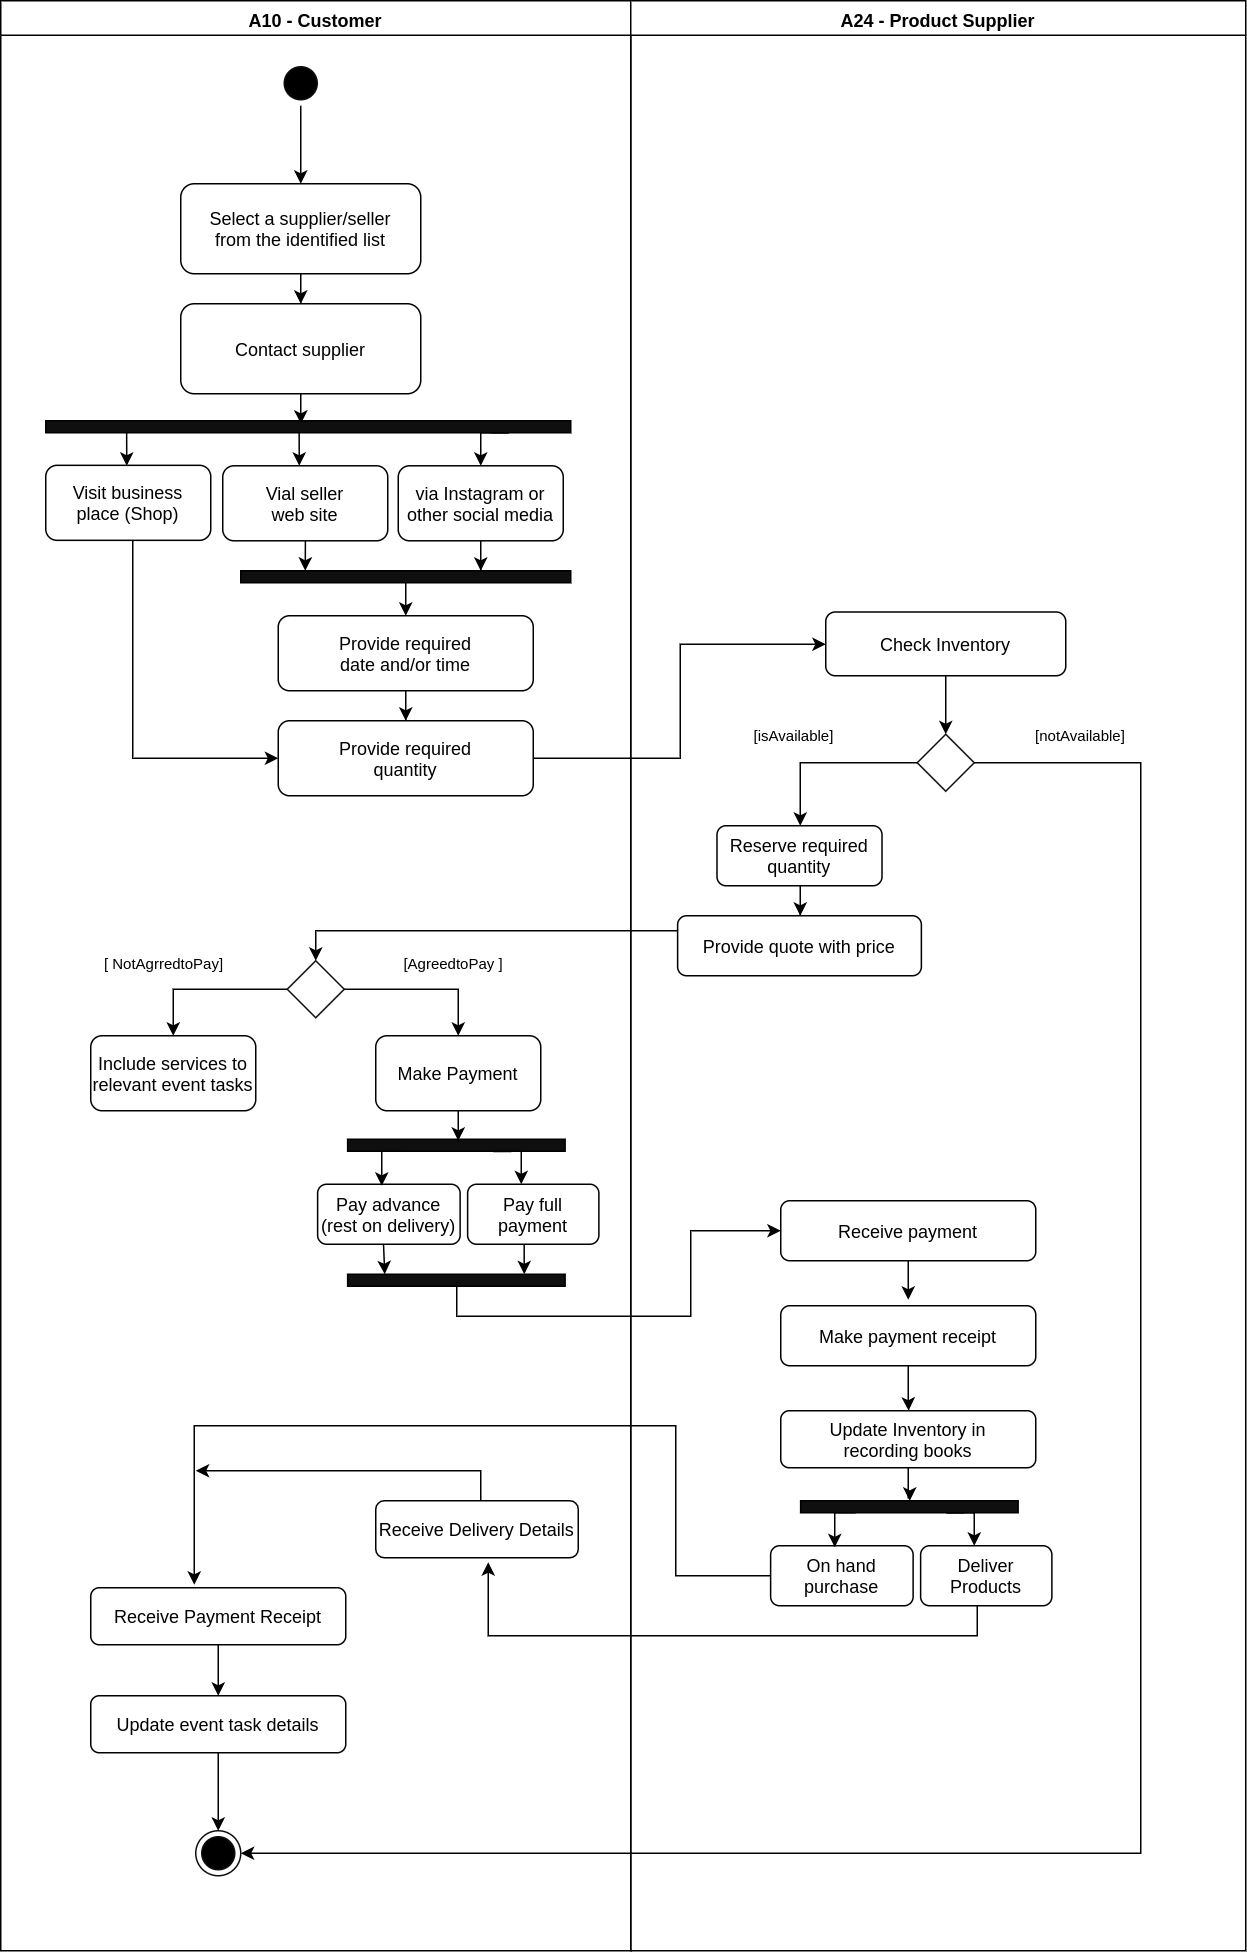 A10 - Customer
A24 - Product Supplier
Select a supplier/seller
from the identified list
Contact supplier
Visit business
place (Shop)
Vial seller
web site
via Instagram or
other social media
Provide required
date and/or time
Check Inventory
Provide required
quantity
[isAvailable]
[notAvailable]
Reserve required
quantity
Provide quote with price
[ NotAgrredtoPay]
[AgreedtoPay ]
Include services to
relevant event tasks
Make Payment
Pay advance
(rest on delivery)
Pay full
payment
Receive payment
Make payment receipt
Update Inventory in
recording books
Receive Delivery Details
On hand
purchase
Deliver
Products
Receive Payment Receipt
Update event task details